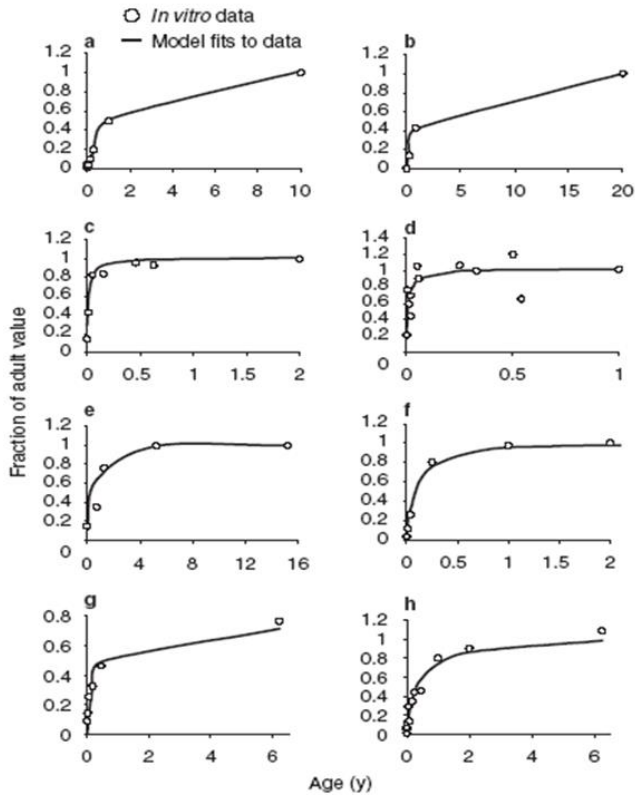 In vitro data
Model fits to data
a
1.2
1
0.8
0.6
0.4
0.2
0
0 2 4 6 8 10
b
1.2
1
0.8
0.6
0.4
0.2
0
0 5 10 15 20
c
1.2
1
0.8
0.6
0.4
0.2
0
0 0.5 1 1.5 2
d
1.4
1.2
1
0.8
0.6
0.4
0.2
0
0 0.5 1
e
1.2
1
0.8
0.6
0.4
0.2
0
0 4 8 12 16
f
1.2
1
0.8
0.6
0.4
0.2
0
0 0.5 1 1.5 2
g
0.8
0.6
0.4
0.2
0
0 2 4 6
h
1.2
1
0.8
0.6
0.4
0.2
0
0 2 4 6
Fraction of adult value
Age (y)